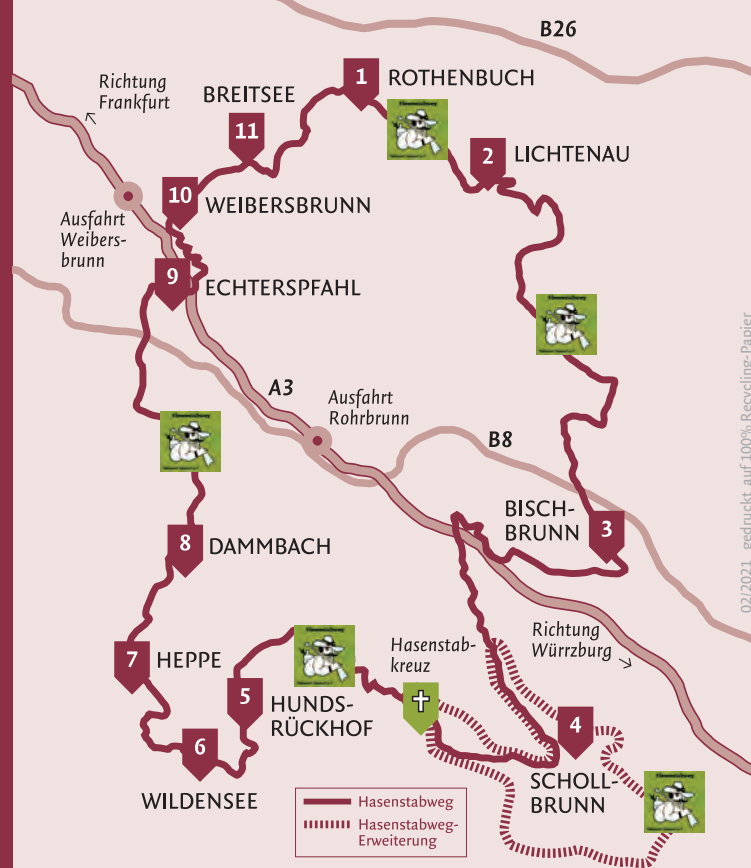 B26
Richtung
Frankfurt
BREITSEE
1
ROTHENBUCH
11
2
LICHTENAU
10
WEIBERSBRUNN
Ausfahrt
Weibers-
brunn
9
ECHTERSPFAHL
A3
Ausfahrt
Rohrbrunn
B8
BISCH-
BRUNN
3
8
DAMMBACH
7
HEPPE
5
HUNDS-
RÜCKHOF
Hasenstab-
kreuz
Richtung
Würrzburg
4
SCHOLL-
BRUNN
6
WILDENSEE
Hasenstabweg
Hasenstabweg-
Erweiterung
02/2021 gedruckt auf 100% Recycling-Papier